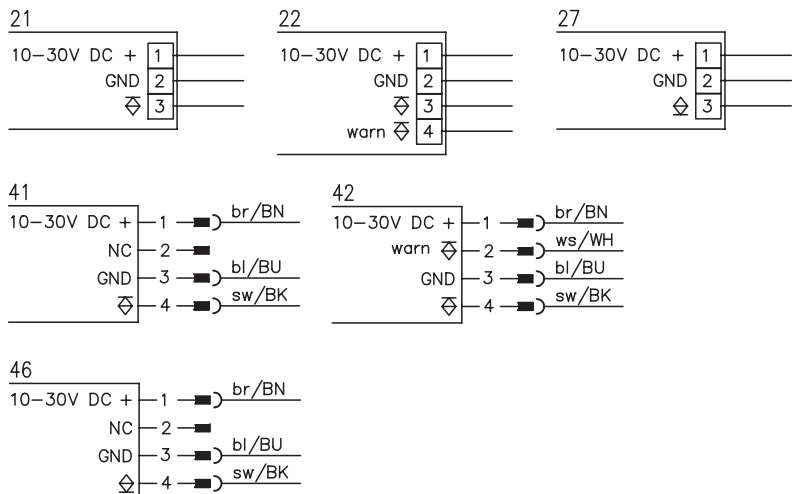 21
10–30V DC + 1
GND 2
3
22
10–30V DC + 1
GND 2
3
warn 4
27
10–30V DC + 1
GND 2
3
41
10–30V DC + 1 br/BN
NC 2
GND 3 bl/BU
4 sw/BK
42
10–30V DC + 1 br/BN
warn 2 ws/WH
GND 3 bl/BU
4 sw/BK
46
10–30V DC + 1 br/BN
NC 2
GND 3 bl/BU
4 sw/BK